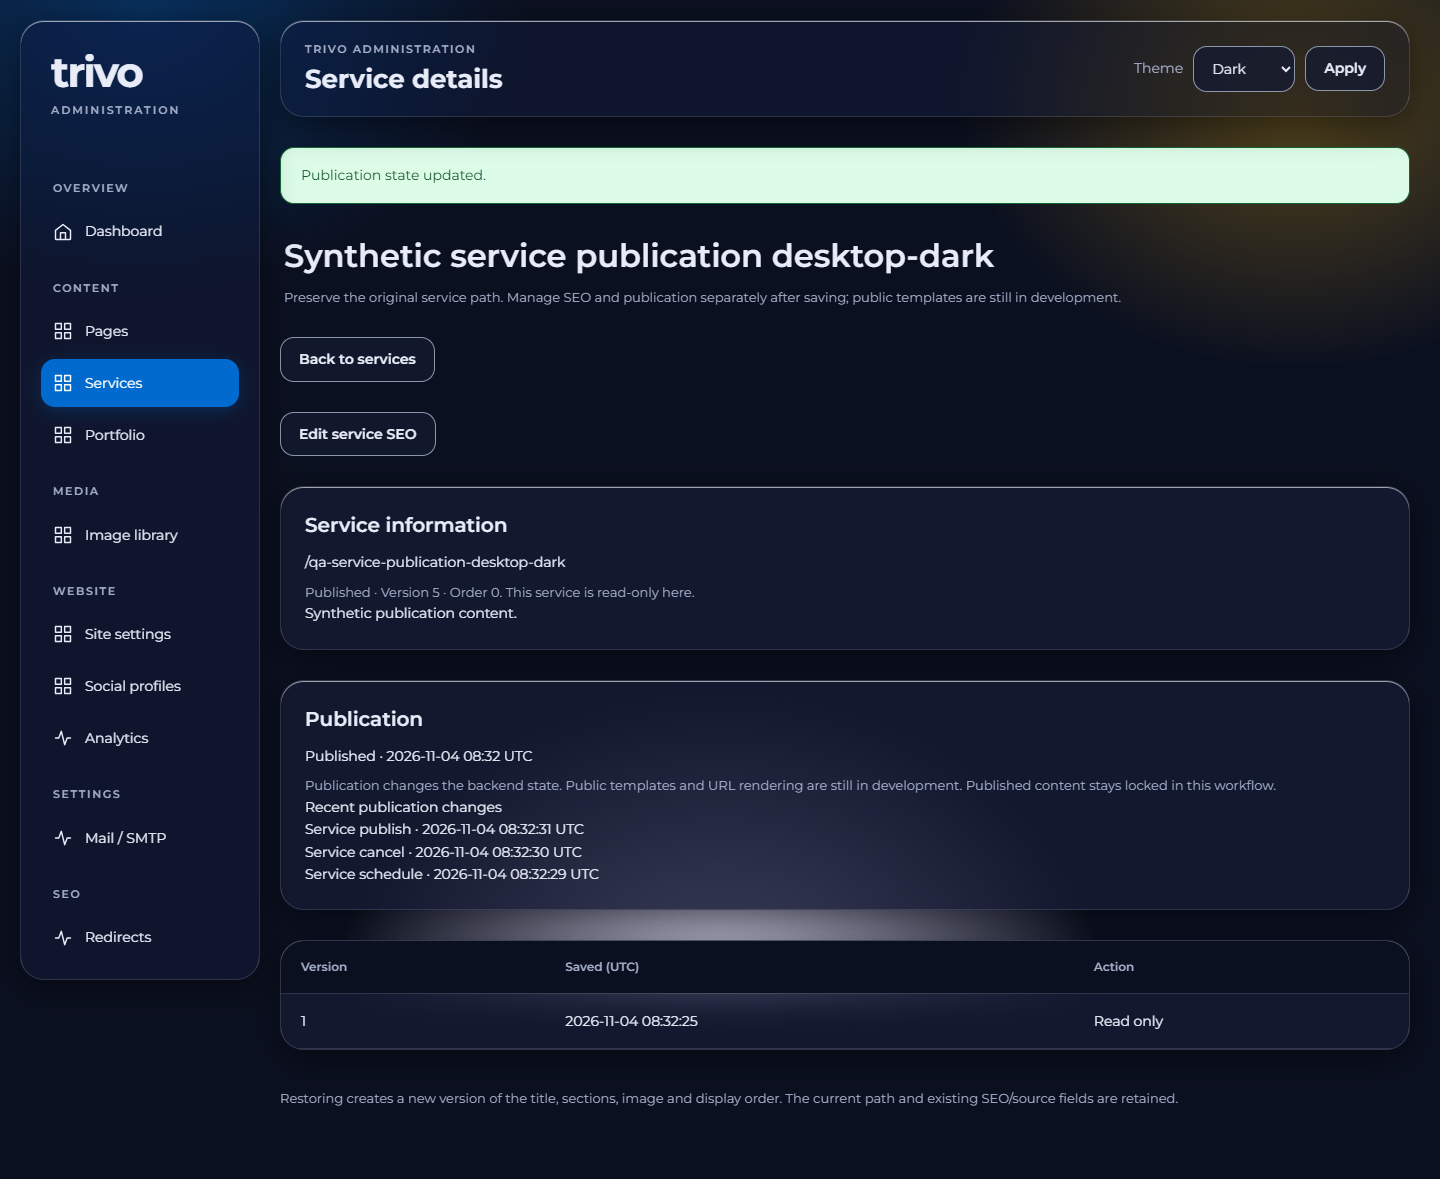 trivo
ADMINISTRATION
OVERVIEW
Dashboard
CONTENT
Pages
Services
Portfolio
MEDIA
Image library
WEBSITE
Site settings
Social profiles
Analytics
SETTINGS
Mail / SMTP
SEO
Redirects
TRIVO ADMINISTRATION
Service details
Theme
Dark
Apply
Publication state updated.
Synthetic service publication desktop-dark
Preserve the original service path. Manage SEO and publication separately after saving; public templates are still in development.
Back to services
Edit service SEO
Service information
/qa-service-publication-desktop-dark
Published · Version 5 · Order 0. This service is read-only here.
Synthetic publication content.
Publication
Published · 2026-11-04 08:32 UTC
Publication changes the backend state. Public templates and URL rendering are still in development. Published content stays locked in this workflow.
Recent publication changes
Service publish · 2026-11-04 08:32:31 UTC
Service cancel · 2026-11-04 08:32:30 UTC
Service schedule · 2026-11-04 08:32:29 UTC
Version Saved (UTC) Action
1 2026-11-04 08:32:25 Read only
Restoring creates a new version of the title, sections, image and display order. The current path and existing SEO/source fields are retained.